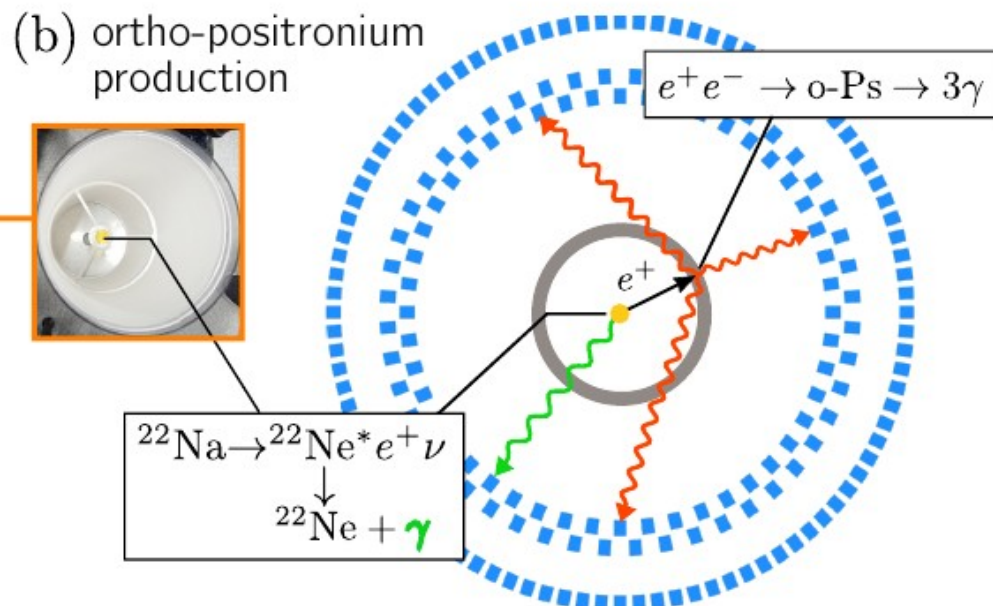 (b) ortho-positronium
production
e⁺e⁻ → o-Ps → 3γ
e⁺
²²Na→²²Ne* e⁺ ν
↓
²²Ne + γ